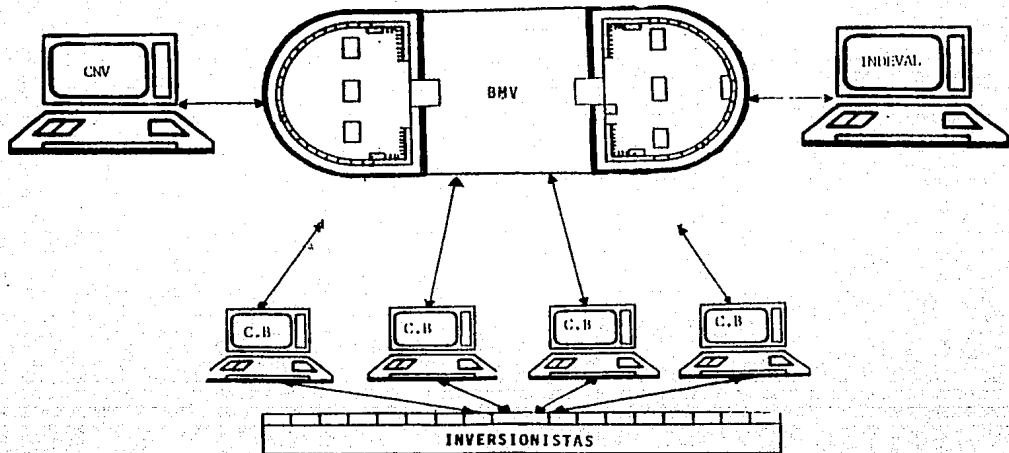 CNV
BMV
INDEVAL
C.B
C.B
C.B
C.B
INVERSIONISTAS